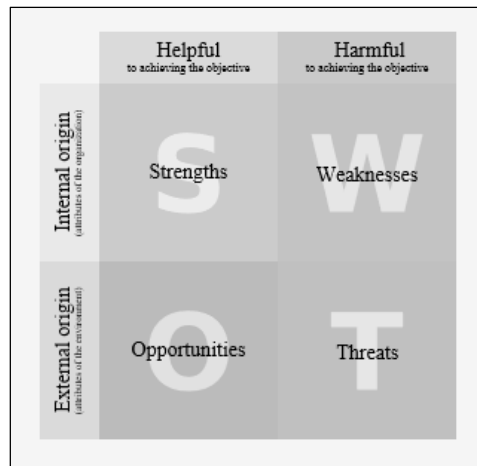 Helpful
to achieving the objective
Harmful
to achieving the objective
Internal origin
(attributes of the organization)
S
Strengths
W
Weaknesses
External origin
(attributes of the environment)
O
Opportunities
T
Threats